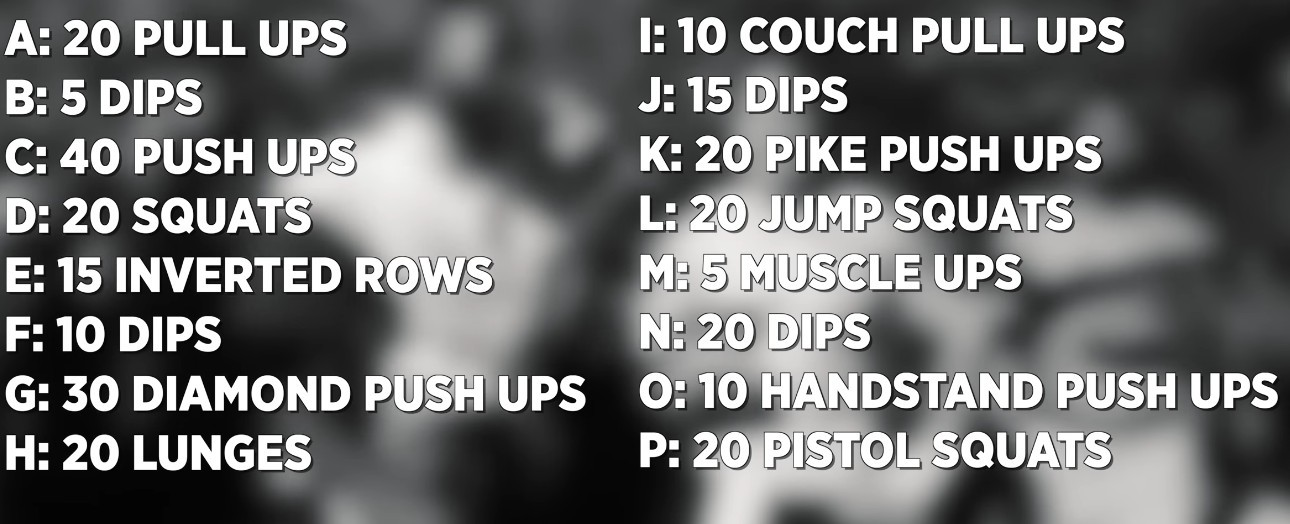 A: 20 PULL UPS
B: 5 DIPS
C: 40 PUSH UPS
D: 20 SQUATS
E: 15 INVERTED ROWS
F: 10 DIPS
G: 30 DIAMOND PUSH UPS
H: 20 LUNGES
I: 10 COUCH PULL UPS
J: 15 DIPS
K: 20 PIKE PUSH UPS
L: 20 JUMP SQUATS
M: 5 MUSCLE UPS
N: 20 DIPS
O: 10 HANDSTAND PUSH UPS
P: 20 PISTOL SQUATS